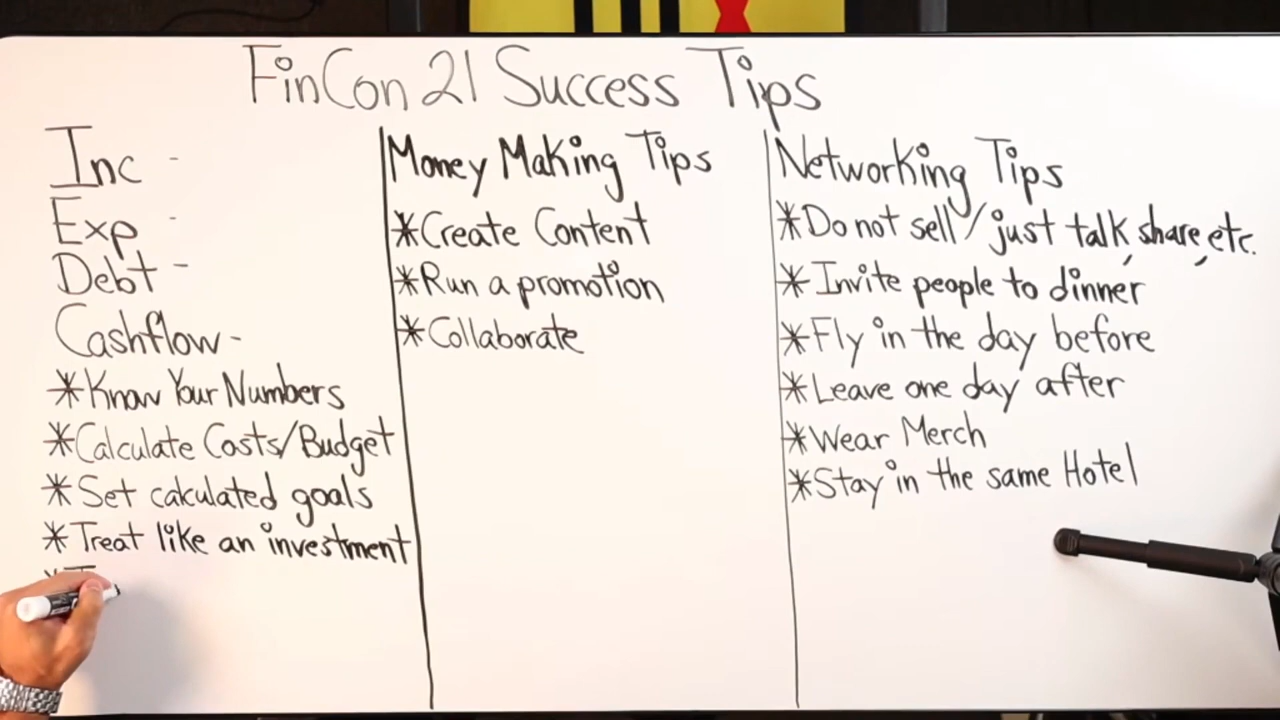 FinCon 21 Success Tips
Inc -
Exp -
Debt -
Cashflow -
*Know Your Numbers
*Calculate Costs/Budget
*Set calculated goals
*Treat like an investment
*T
Money Making Tips
*Create Content
*Run a promotion
*Collaborate
Networking Tips
*Do not sell/just talk, share, etc.
*Invite people to dinner
*Fly in the day before
*Leave one day after
*Wear Merch
*Stay in the same Hotel